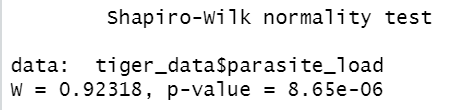 Shapiro-Wilk normality test
data:  tiger_data$parasite_load
W = 0.92318, p-value = 8.65e-06